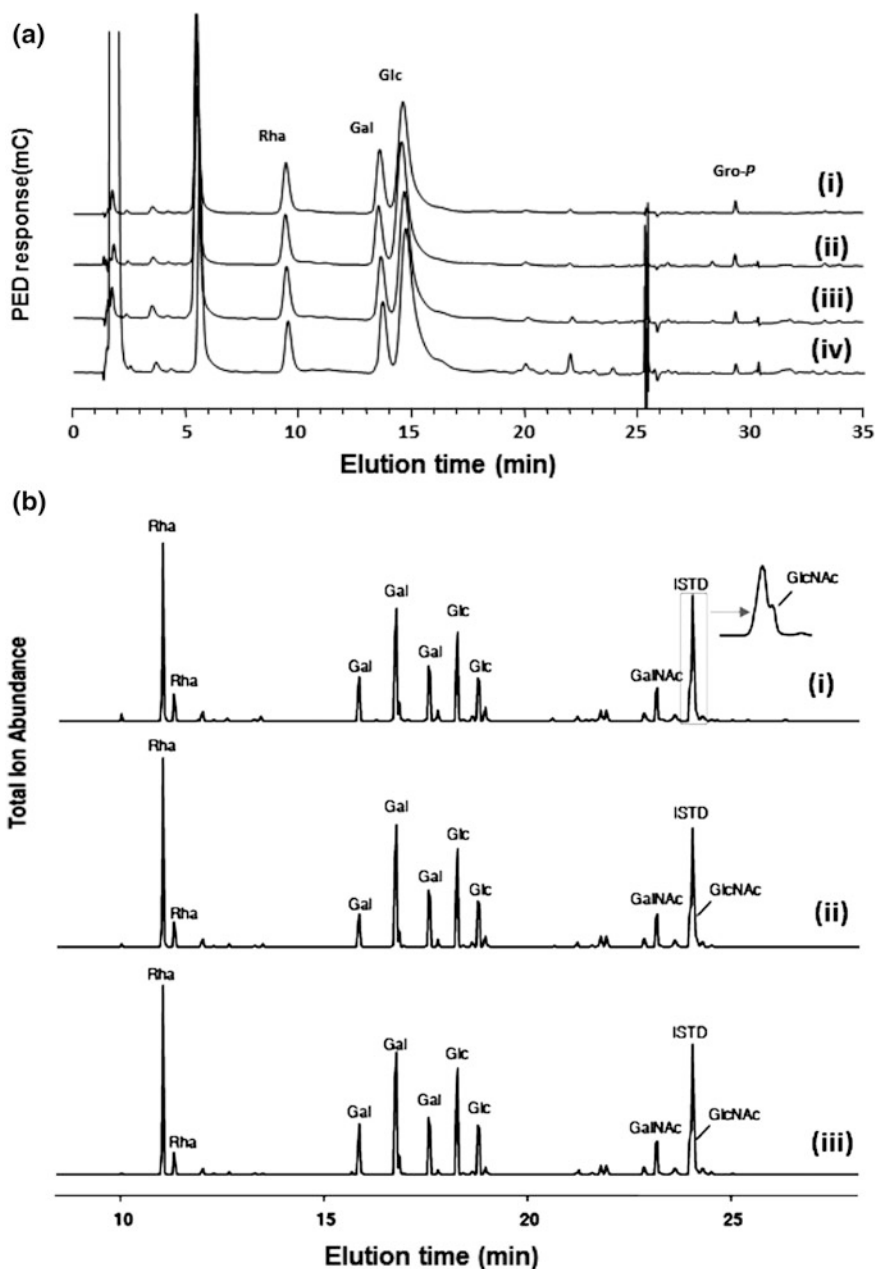 (a)
PED response(mC)
Rha
Gal
Glc
Gro-p
(i)
(ii)
(iii)
(iv)
0 5 10 15 20 25 30 35
Elution time (min)
(b)
Total Ion Abundance
Rha
Rha
Gal
Gal
Gal
Glc
Glc
GalNAc
ISTD
GlcNAc
(i)
Rha
Rha
Gal
Gal
Gal
Glc
Glc
GalNAc
ISTD
GlcNAc
(ii)
Rha
Rha
Gal
Gal
Gal
Glc
Glc
GalNAc
ISTD
GlcNAc
(iii)
10 15 20 25
Elution time (min)